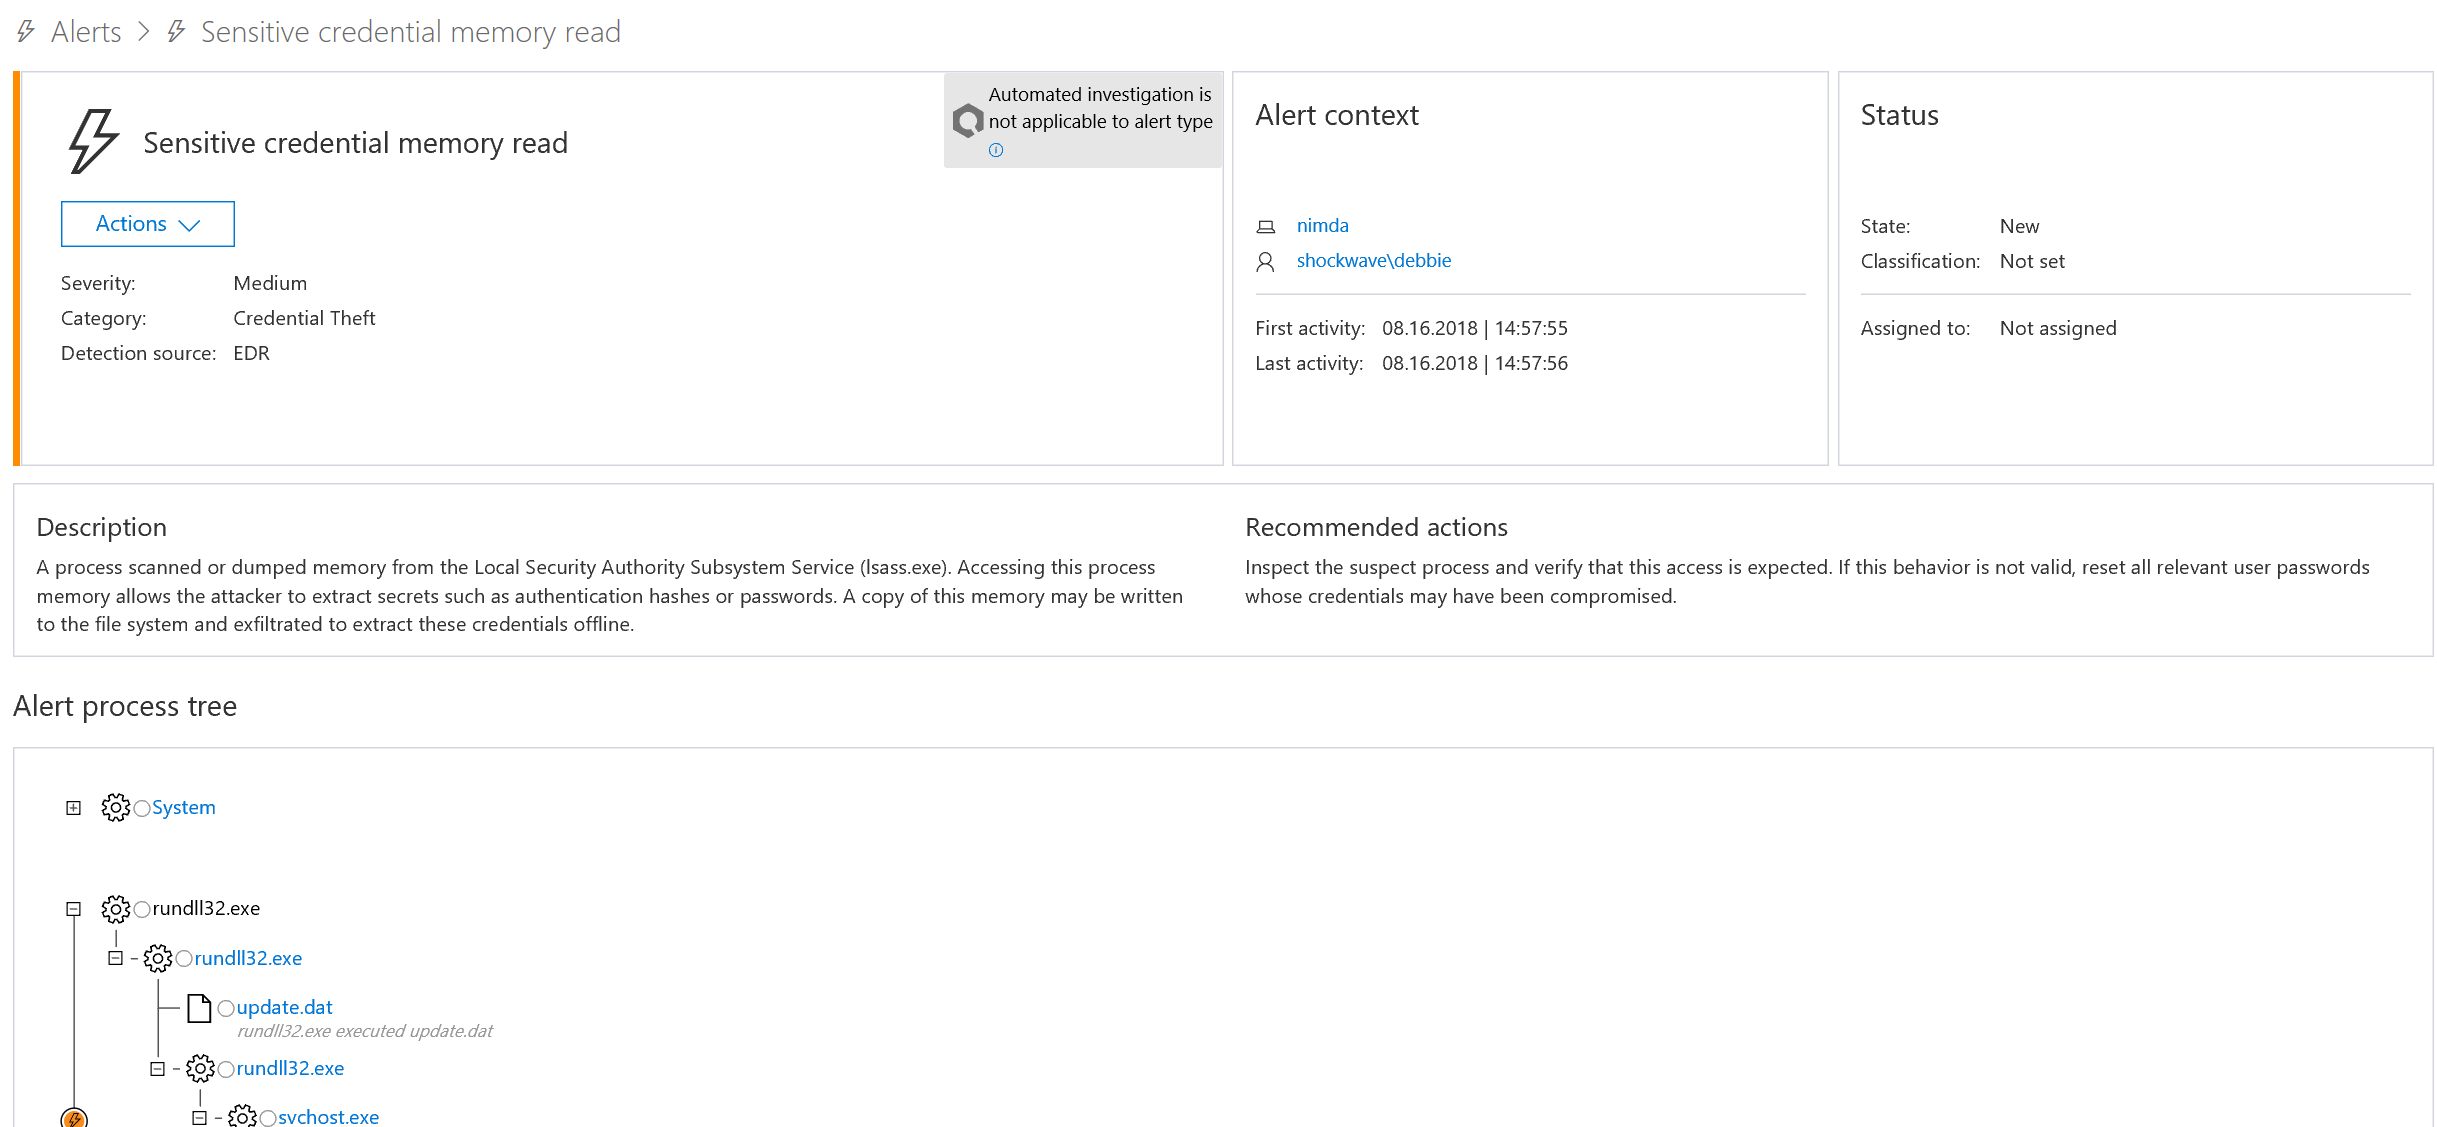 Alerts > Sensitive credential memory read
Sensitive credential memory read
Automated investigation is
not applicable to alert type
Actions
Severity: Medium
Category: Credential Theft
Detection source: EDR
Alert context
nimda
shockwave\debbie
First activity: 08.16.2018 | 14:57:55
Last activity: 08.16.2018 | 14:57:56
Status
State: New
Classification: Not set
Assigned to: Not assigned
Description
A process scanned or dumped memory from the Local Security Authority Subsystem Service (lsass.exe). Accessing this process
memory allows the attacker to extract secrets such as authentication hashes or passwords. A copy of this memory may be written
to the file system and exfiltrated to extract these credentials offline.
Recommended actions
Inspect the suspect process and verify that this access is expected. If this behavior is not valid, reset all relevant user passwords
whose credentials may have been compromised.
Alert process tree
System
rundll32.exe
rundll32.exe
update.dat
rundll32.exe executed update.dat
rundll32.exe
svchost.exe